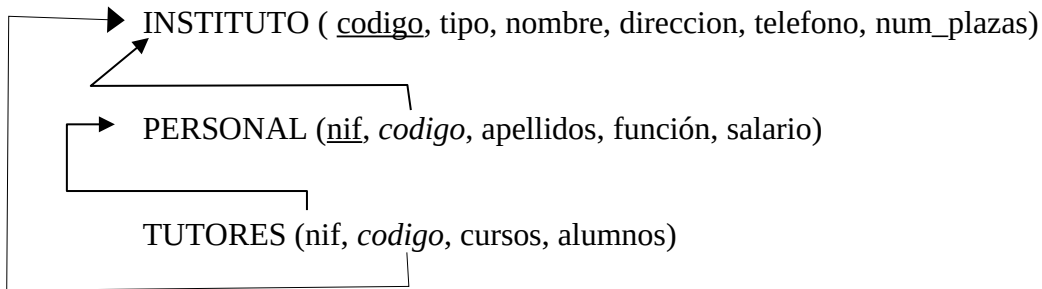 INSTITUTO ( codigo, tipo, nombre, direccion, telefono, num_plazas)
PERSONAL (nif, codigo, apellidos, función, salario)
TUTORES (nif, codigo, cursos, alumnos)